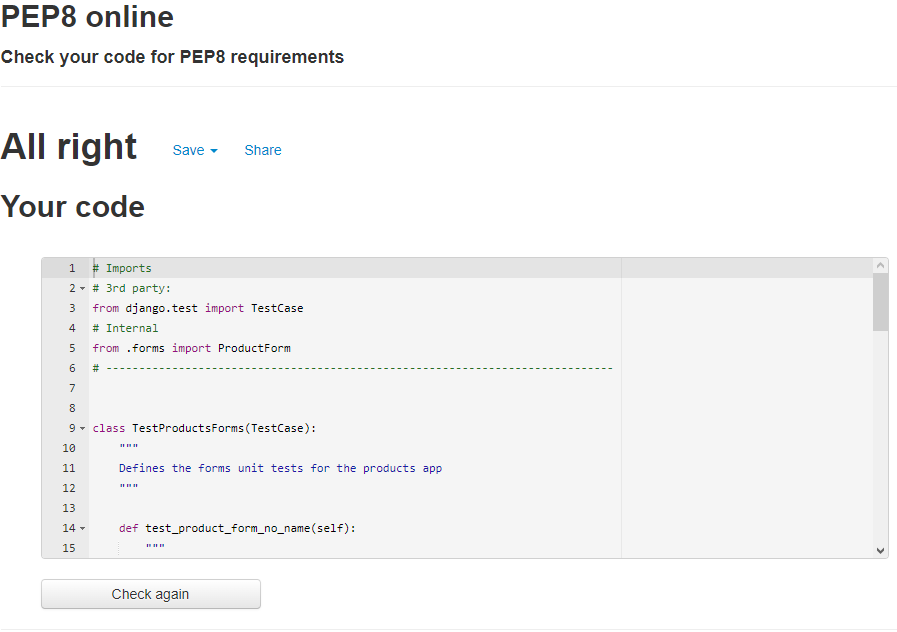 PEP8 online
Check your code for PEP8 requirements
All right Save Share
Your code
1 # Imports
2 # 3rd party:
3 from django.test import TestCase
4 # Internal
5 from .forms import ProductForm
6 # -----------------------------------------------------------------------------
7
8
9 class TestProductsForms(TestCase):
10 """
11 Defines the forms unit tests for the products app
12 """
13
14 def test_product_form_no_name(self):
15 """
Check again